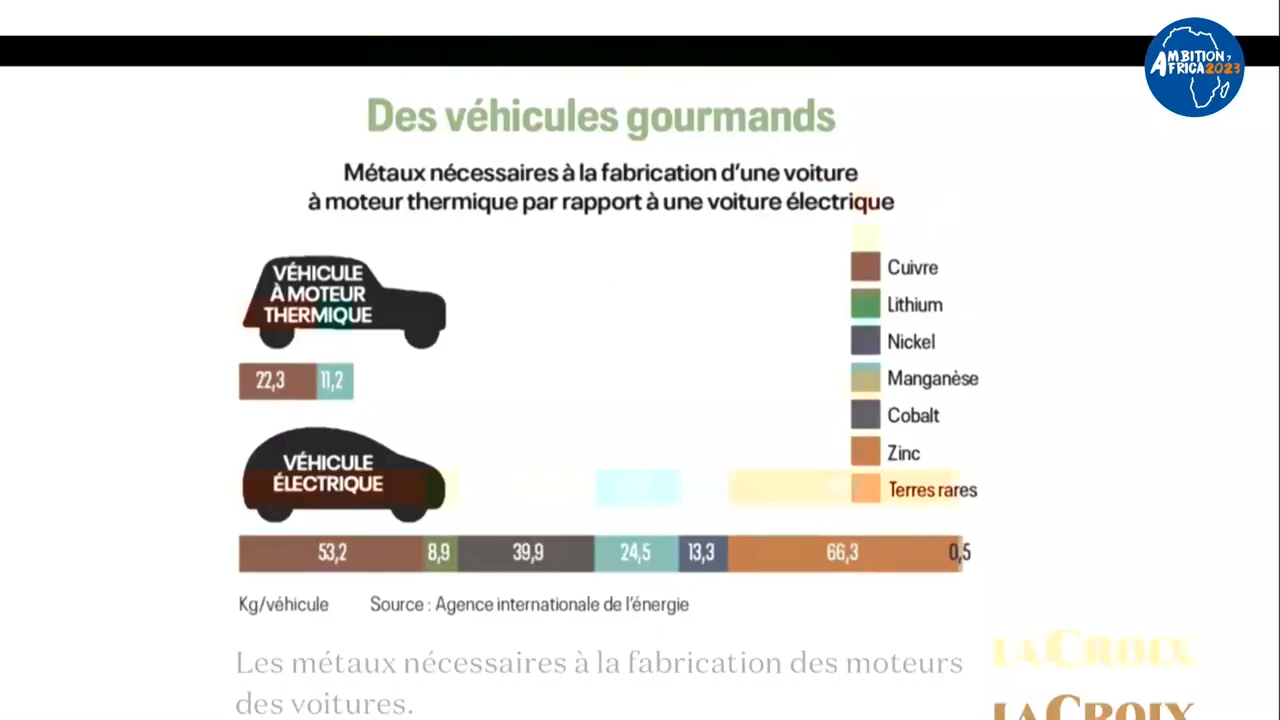 AMBITION
AFRICA 2023
Des véhicules gourmands
Métaux nécessaires à la fabrication d’une voiture
à moteur thermique par rapport à une voiture électrique
VÉHICULE
À MOTEUR
THERMIQUE
22,3 11,2
Cuivre
Lithium
Nickel
Manganèse
Cobalt
Zinc
Terres rares
VÉHICULE
ÉLECTRIQUE
53,2 8,9 39,9 24,5 13,3 66,3 0,5
Kg/véhicule Source : Agence internationale de l’énergie
Les métaux nécessaires à la fabrication des moteurs
des voitures.
LA CROIX
LA CROIX